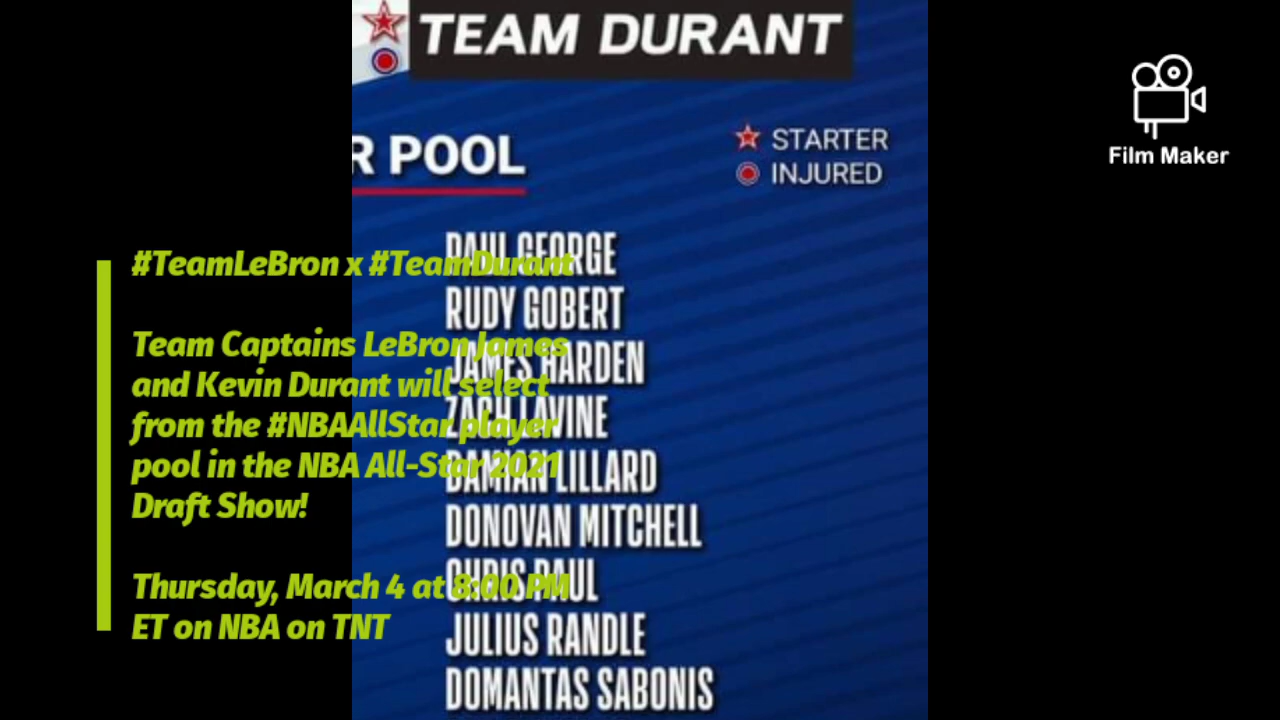 TEAM DURANT
R POOL
STARTER
INJURED
Film Maker
PAUL GEORGE
RUDY GOBERT
JAMES HARDEN
ZACH LAVINE
DAMIAN LILLARD
DONOVAN MITCHELL
CHRIS PAUL
JULIUS RANDLE
DOMANTAS SABONIS
#TeamLeBron x #TeamDurant
Team Captains LeBron James
and Kevin Durant will select
from the #NBAAllStar player
pool in the NBA All-Star 2021
Draft Show!
Thursday, March 4 at 8:00 PM
ET on NBA on TNT